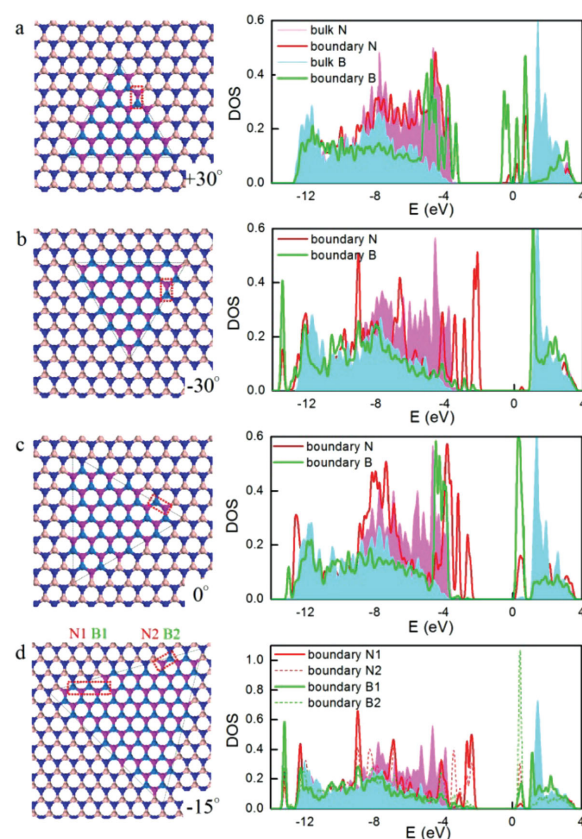 a
+30°
DOS
0.6
0.4
0.2
0.0
bulk N
boundary N
bulk B
boundary B
-12
-8
-4
0
4
E (eV)
b
-30°
DOS
0.6
0.4
0.2
0.0
boundary N
boundary B
-12
-8
-4
0
4
E (eV)
c
0°
DOS
0.6
0.4
0.2
0.0
boundary N
boundary B
-12
-8
-4
0
4
E (eV)
N1 B1 N2 B2
d
-15°
DOS
1.0
0.8
0.6
0.4
0.2
0.0
boundary N1
boundary N2
boundary B1
boundary B2
-12
-8
-4
0
4
E (eV)